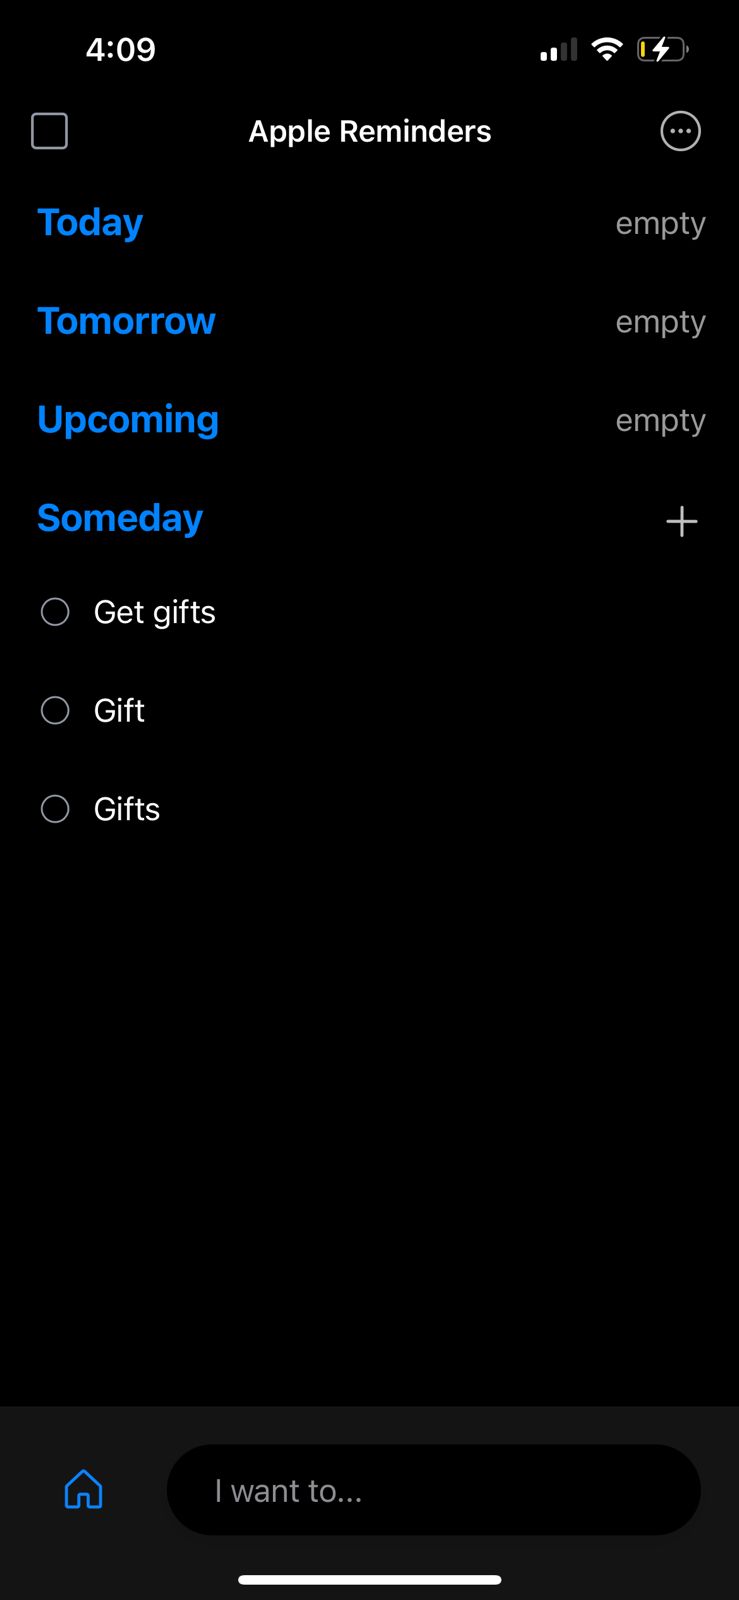 4:09
Apple Reminders
Today empty
Tomorrow empty
Upcoming empty
Someday
Get gifts
Gift
Gifts
I want to...